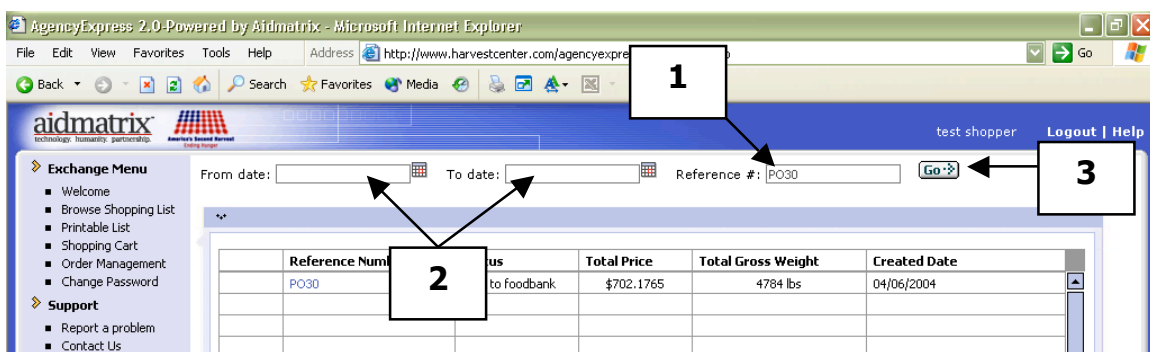 AgencyExpress 2.0-Powered by Aidmatrix - Microsoft Internet Explorer
File Edit View Favorites Tools Help Address http://www.harvestcenter.com/agencyexpre Go
Back Search Favorites Media
1
aidmatrix
technology. humanity. partnership.
America's Second Harvest
Ending Hunger
test shopper Logout | Help
Exchange Menu
From date: To date: Reference #: PO30 Go
3
Welcome
Browse Shopping List
Printable List
Shopping Cart
Order Management
Change Password
Support
Report a problem
Contact Us
2
Reference Num tus Total Price Total Gross Weight Created Date
PO30 to foodbank $702.1765 4784 lbs 04/06/2004